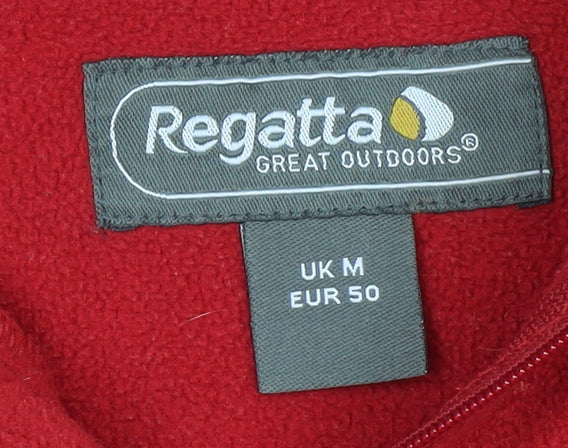 Regatta
GREAT OUTDOORS®
UK M
EUR 50